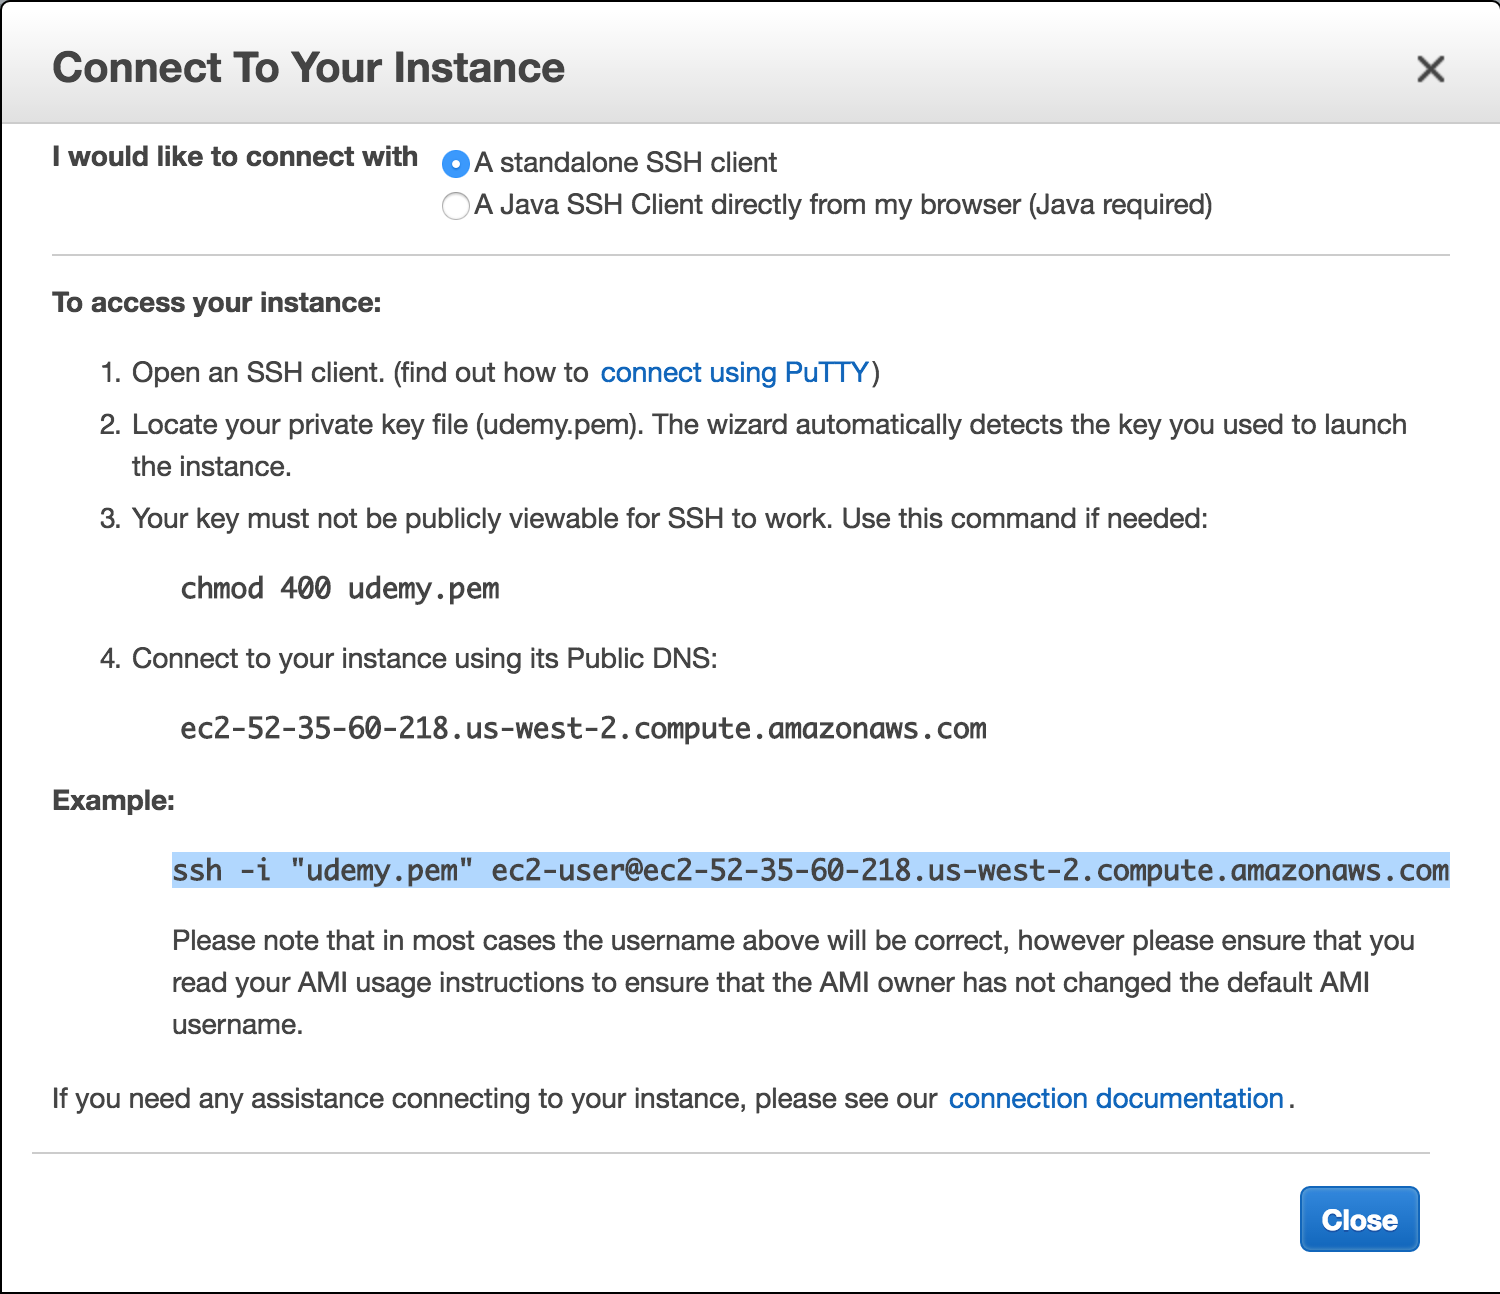 Connect To Your Instance
I would like to connect with
A standalone SSH client
A Java SSH Client directly from my browser (Java required)
To access your instance:
1. Open an SSH client. (find out how to connect using PuTTY)
2. Locate your private key file (udemy.pem). The wizard automatically detects the key you used to launch
the instance.
3. Your key must not be publicly viewable for SSH to work. Use this command if needed:
chmod 400 udemy.pem
4. Connect to your instance using its Public DNS:
ec2-52-35-60-218.us-west-2.compute.amazonaws.com
Example:
ssh -i "udemy.pem" ec2-user@ec2-52-35-60-218.us-west-2.compute.amazonaws.com
Please note that in most cases the username above will be correct, however please ensure that you
read your AMI usage instructions to ensure that the AMI owner has not changed the default AMI
username.
If you need any assistance connecting to your instance, please see our connection documentation.
Close